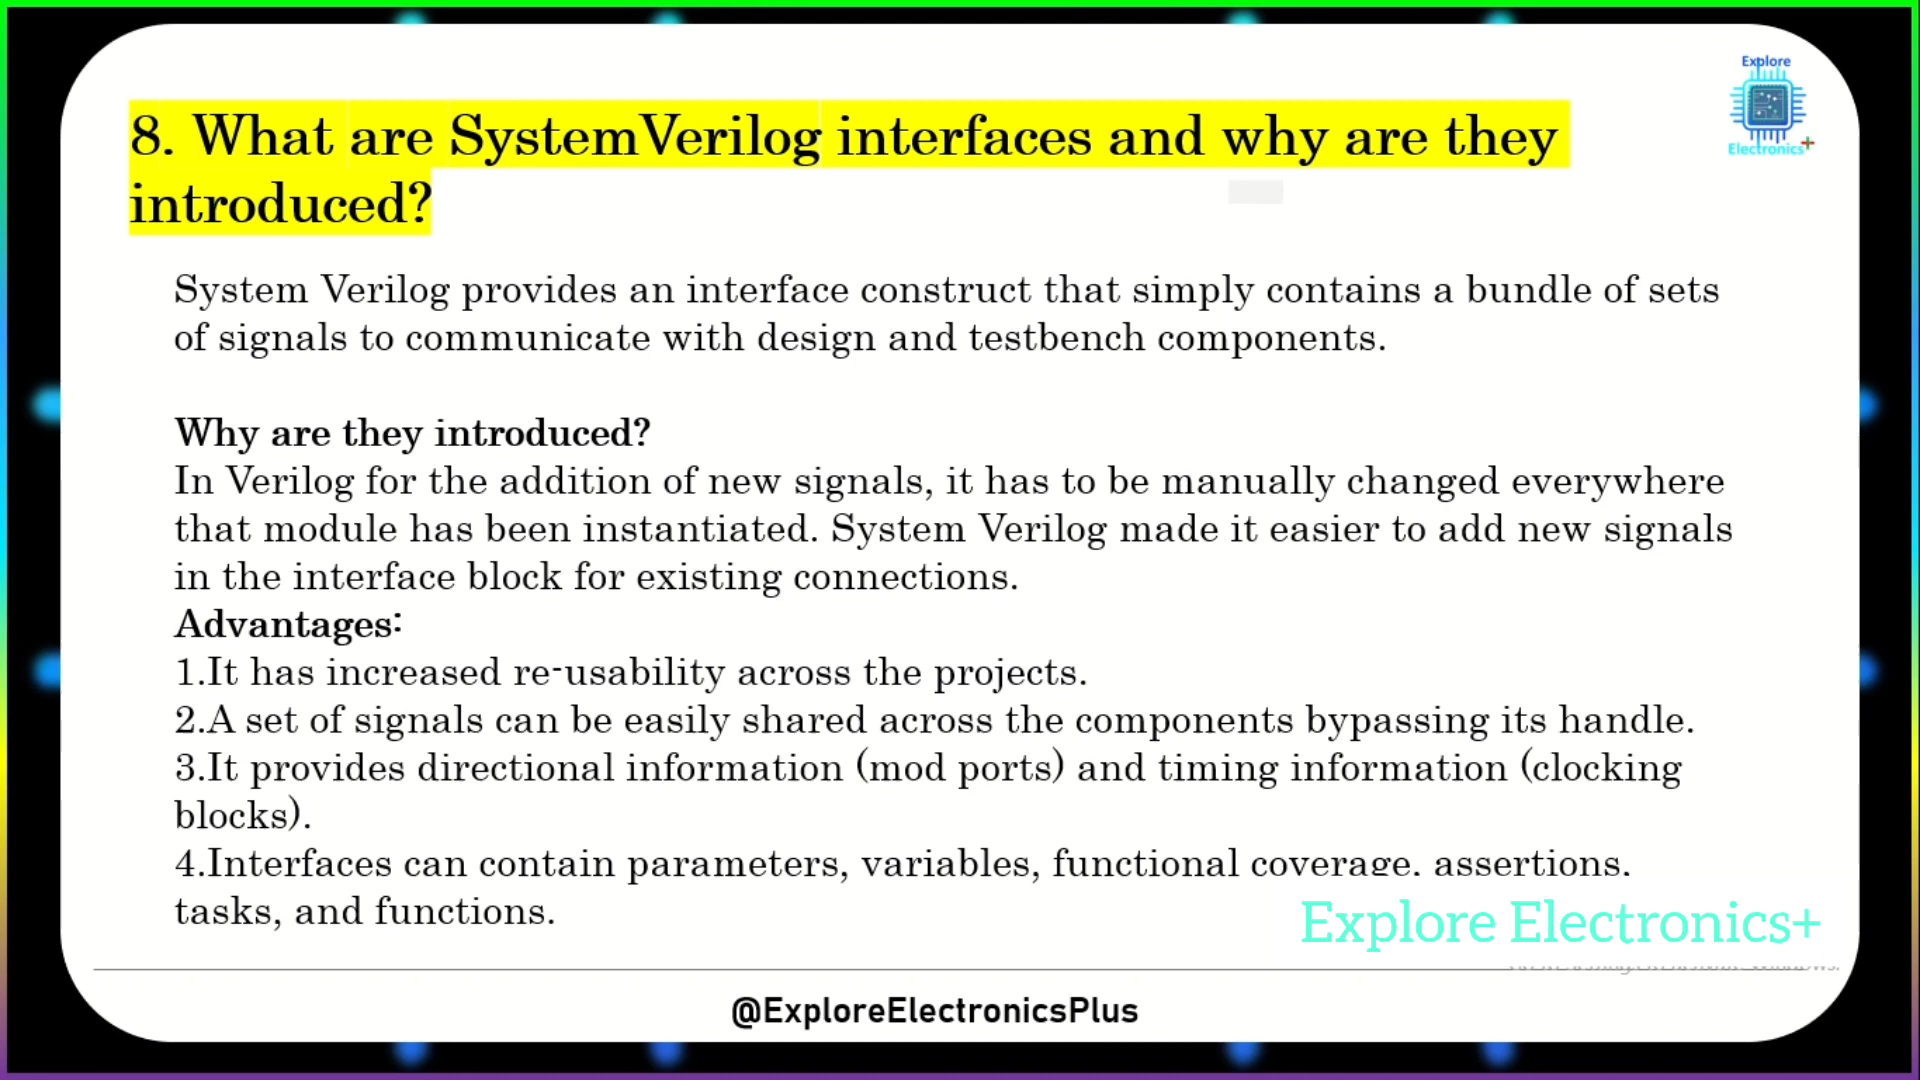 Explore
Electronics+
8. What are SystemVerilog interfaces and why are they
introduced?
System Verilog provides an interface construct that simply contains a bundle of sets
of signals to communicate with design and testbench components.
Why are they introduced?
In Verilog for the addition of new signals, it has to be manually changed everywhere
that module has been instantiated. System Verilog made it easier to add new signals
in the interface block for existing connections.
Advantages:
1.It has increased re-usability across the projects.
2.A set of signals can be easily shared across the components bypassing its handle.
3.It provides directional information (mod ports) and timing information (clocking
blocks).
4.Interfaces can contain parameters, variables, functional coverage, assertions,
tasks, and functions.
Explore Electronics+
@ExploreElectronicsPlus